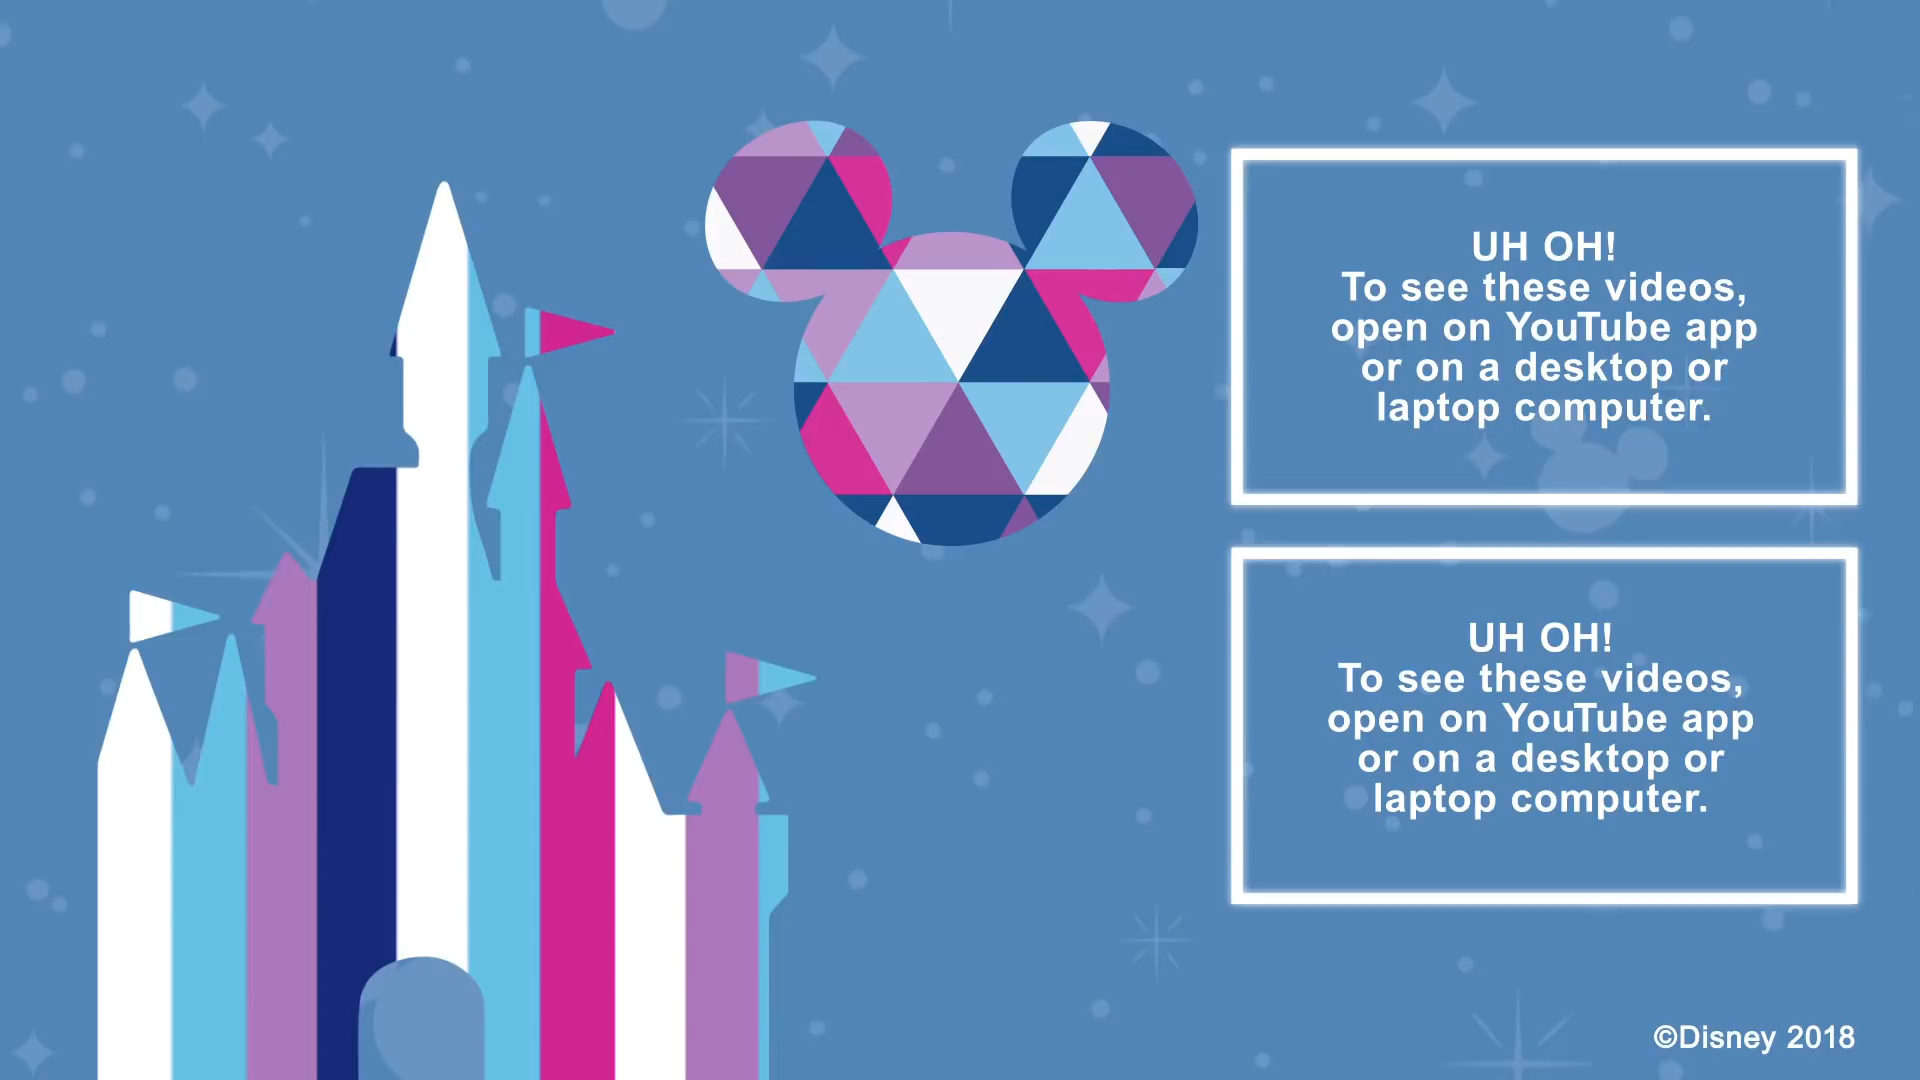 UH OH!
To see these videos,
open on YouTube app
or on a desktop or
laptop computer.
UH OH!
To see these videos,
open on YouTube app
or on a desktop or
laptop computer.
©Disney 2018